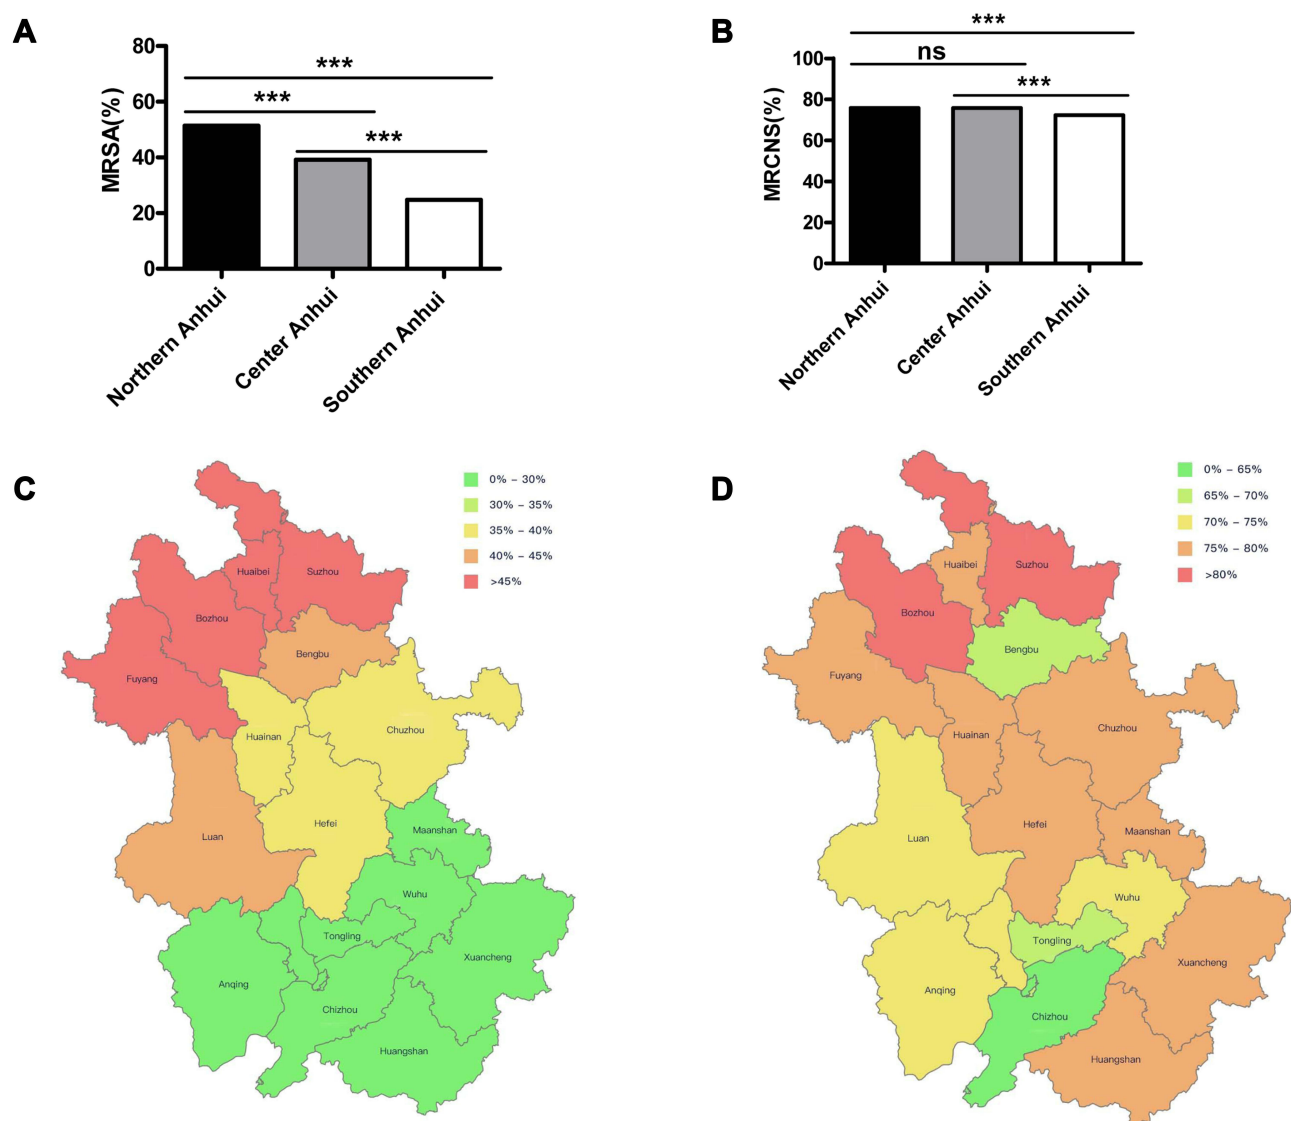 A
MRSA(%)
80
60
40
20
0
***
***
***
Northern Anhui
Center Anhui
Southern Anhui
B
MRCNS(%)
100
80
60
40
20
0
***
ns
***
Northern Anhui
Center Anhui
Southern Anhui
C
0% – 30%
30% – 35%
35% – 40%
40% – 45%
>45%
Huaibei
Suzhou
Bozhou
Bengbu
Fuyang
Huainan
Chuzhou
Luan
Hefei
Maanshan
Wuhu
Tongling
Xuancheng
Anqing
Chizhou
Huangshan
D
0% – 65%
65% – 70%
70% – 75%
75% – 80%
>80%
Huaibei
Suzhou
Bozhou
Bengbu
Fuyang
Huainan
Chuzhou
Luan
Hefei
Maanshan
Wuhu
Tongling
Xuancheng
Anqing
Chizhou
Huangshan